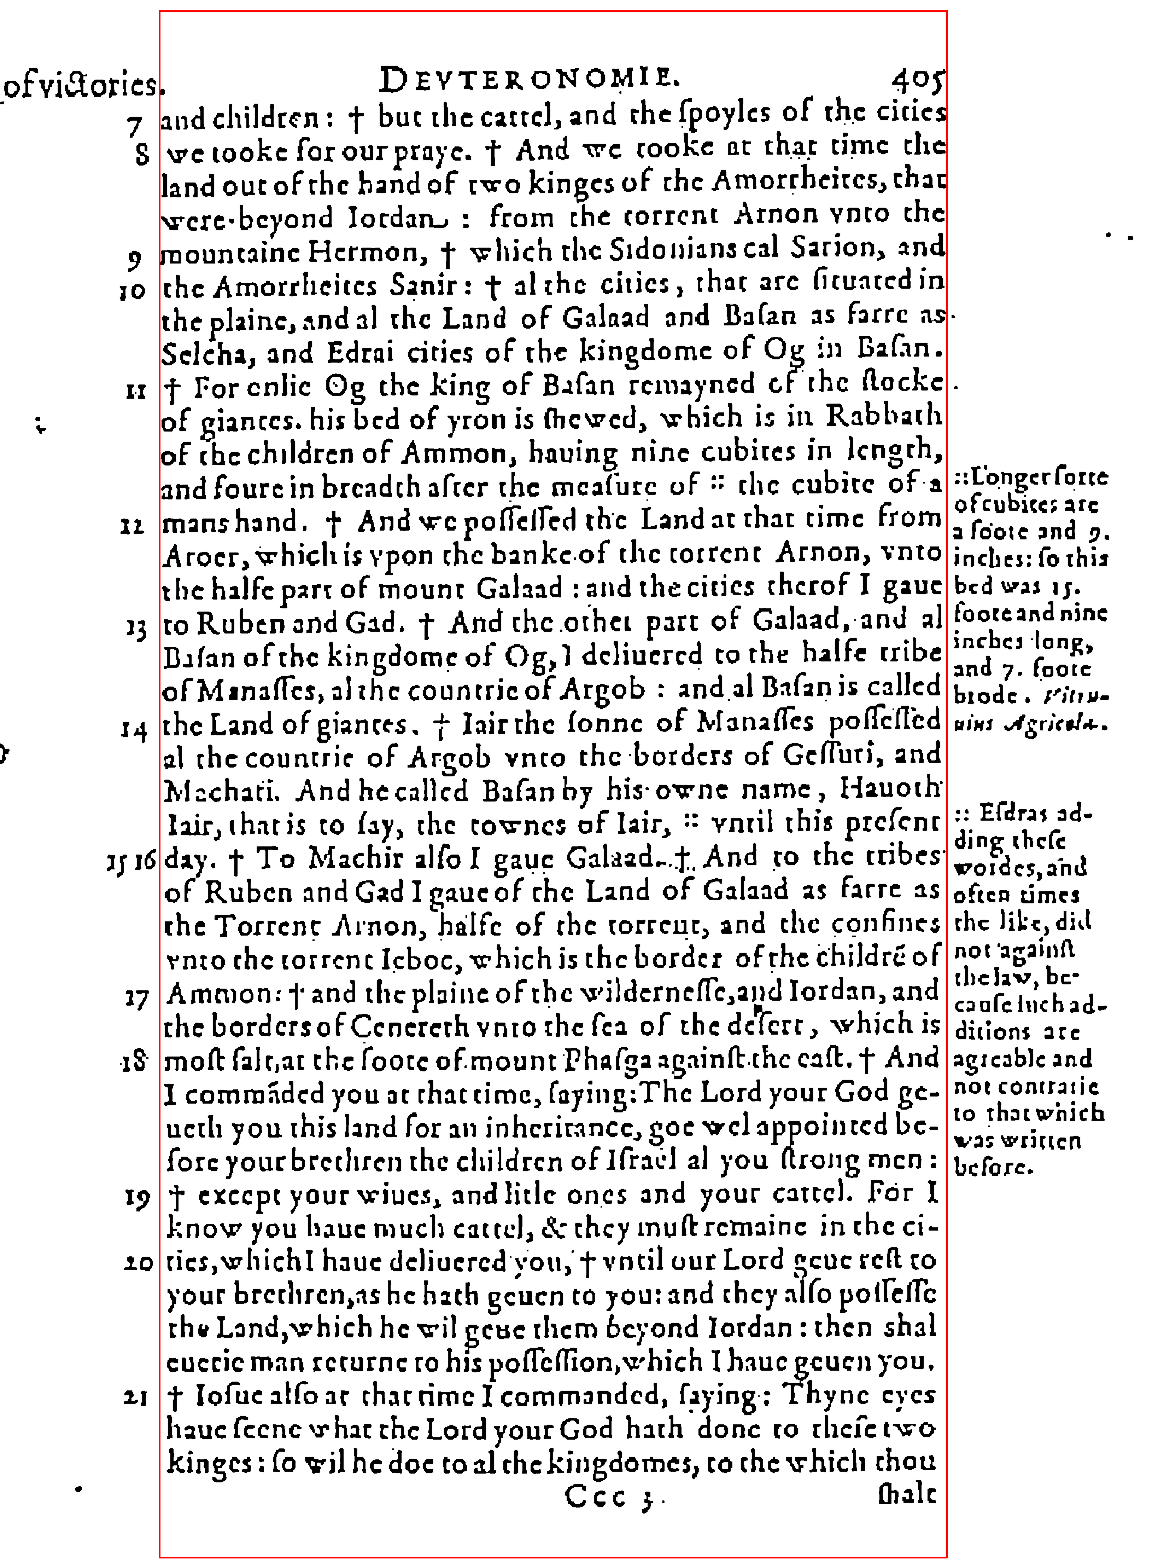 of victories.
DEVTERONOMIE. 405
7 and children: † but the cattel, and the ſpoyles of the cities
8 we tooke for our praye. † And we tooke at that time the
land out of the hand of two kinges of the Amorrheites, that
were beyond Iordan : from the torrent Arnon vnto the
9 mountaine Hermon, † which the Sidonians cal Sarion, and
10 the Amorrheites Sanir: † al the cities, that are ſituated in
the plaine, and al the Land of Galaad and Baſan as farre as
Selcha, and Edrai cities of the kingdome of Og in Baſan.
11 † For onlie Og the king of Baſan remayned of the ſtocke
of giantes. his bed of yron is ſhewed, which is in Rabbath
of the children of Ammon, hauing nine cubites in length,
and foure in breadth after the meaſure of :: the cubite of a
12 mans hand. † And we poſſeſſed the Land at that time from
Aroer, which is vpon the banke of the torrent Arnon, vnto
the halfe part of mount Galaad : and the cities therof I gaue
13 to Ruben and Gad. † And the other part of Galaad, and al
Baſan of the kingdome of Og, I deliuered to the halfe tribe
of Manaſſes, al the countrie of Argob : and al Baſan is called
14 the Land of giantes. † Iair the ſonne of Manaſſes poſſeſſed
al the countrie of Argob vnto the borders of Geſſuri, and
Machati. And he called Baſan by his owne name, Hauoth
Iair, that is to ſay, the townes of Iair, :: vntil this preſent
15 16 day. † To Machir alſo I gaue Galaad. † And to the tribes
of Ruben and Gad I gaue of the Land of Galaad as farre as
the Torrent Arnon, halfe of the torrent, and the confines
vnto the torrent Ieboc, which is the border of the childrẽ of
17 Ammon: † and the plaine of the wilderneſſe, and Iordan, and
the borders of Cenereth vnto the ſea of the deſert, which is
18 moſt ſalt, at the foote of mount Phaſga againſt the eaſt. † And
I commãded you at that time, ſaying: The Lord your God ge-
ueth you this land for an inheritance, goe wel appointed be-
fore your brethren the children of Iſrael al you ſtrong men:
19 † except your wiues, and litle ones and your cattel. For I
know you haue much cattel, & they muſt remaine in the ci-
20 ties, which I haue deliuered you, † vntil our Lord geue reſt to
your brethren, as he hath geuen to you: and they alſo poſſeſſe
the Land, which he wil geue them beyond Iordan : then shal
euerie man returne to his poſſeſſion, which I haue geuen you.
21 † Ioſue alſo at that time I commanded, ſaying: Thyne eyes
haue ſeene what the Lord your God hath done to theſe two
kinges: ſo wil he doe to al the kingdomes, to the which thou
Ccc 3. ſhalt
:: Longer ſorte
of cubites are
a foote and 9.
inches: ſo this
bed was 15.
foote and nine
inches long,
and 7. foote
brode. Vitru-
uius Agricola.
:: Eſdras ad-
ding theſe
wordes, and
often times
the like, did
not againſt
the law, be-
cauſe ſuch ad-
ditions are
agreable and
not contrarie
to that which
was written
before.